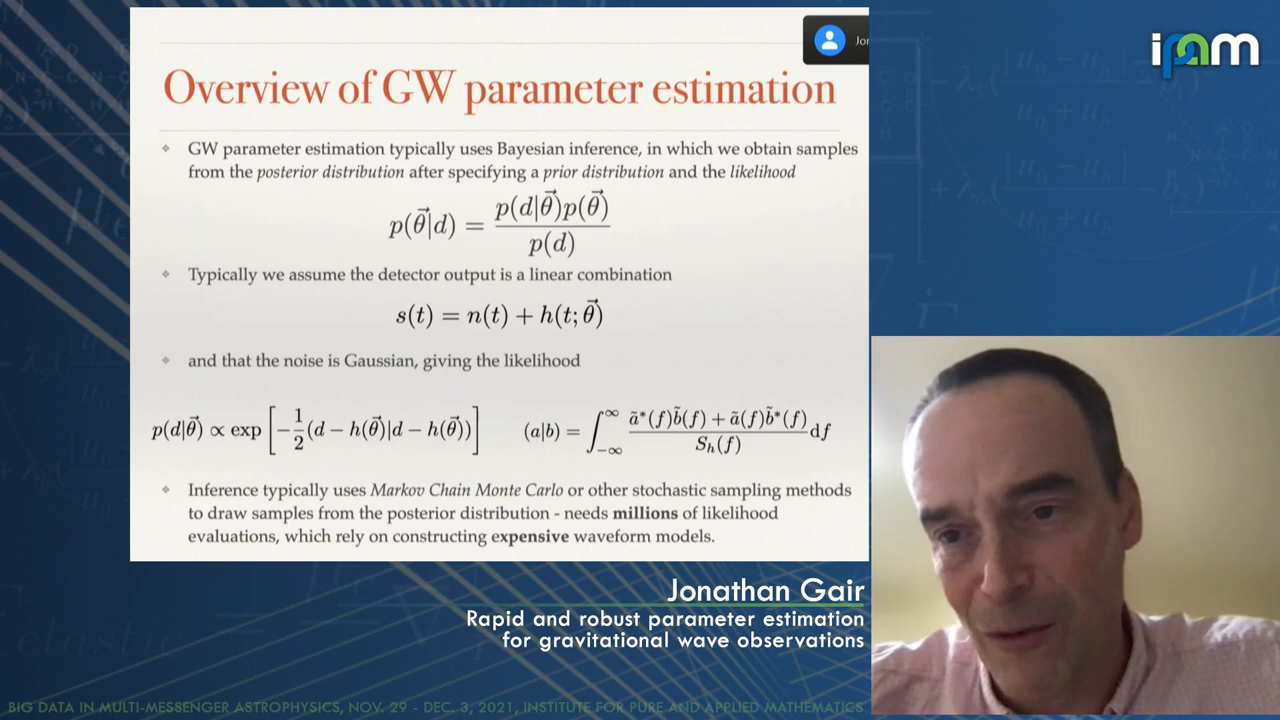 Jon
ipam
Overview of GW parameter estimation
GW parameter estimation typically uses Bayesian inference, in which we obtain samples
from the posterior distribution after specifying a prior distribution and the likelihood
p(θ⃗|d) = p(d|θ⃗)p(θ⃗) / p(d)
Typically we assume the detector output is a linear combination
s(t) = n(t) + h(t; θ⃗)
and that the noise is Gaussian, giving the likelihood
p(d|θ⃗) ∝ exp [−1/2 (d − h(θ⃗)|d − h(θ⃗))] (a|b) = ∫_{−∞}^{∞} ã*(f)b̃(f) + ã(f)b̃*(f) / S_h(f) df
Inference typically uses Markov Chain Monte Carlo or other stochastic sampling methods
to draw samples from the posterior distribution - needs millions of likelihood
evaluations, which rely on constructing expensive waveform models.
Jonathan Gair
Rapid and robust parameter estimation
for gravitational wave observations
BIG DATA IN MULTI-MESSENGER ASTROPHYSICS, NOV. 29 - DEC. 3, 2021, INSTITUTE FOR PURE AND APPLIED MATHEMATICS